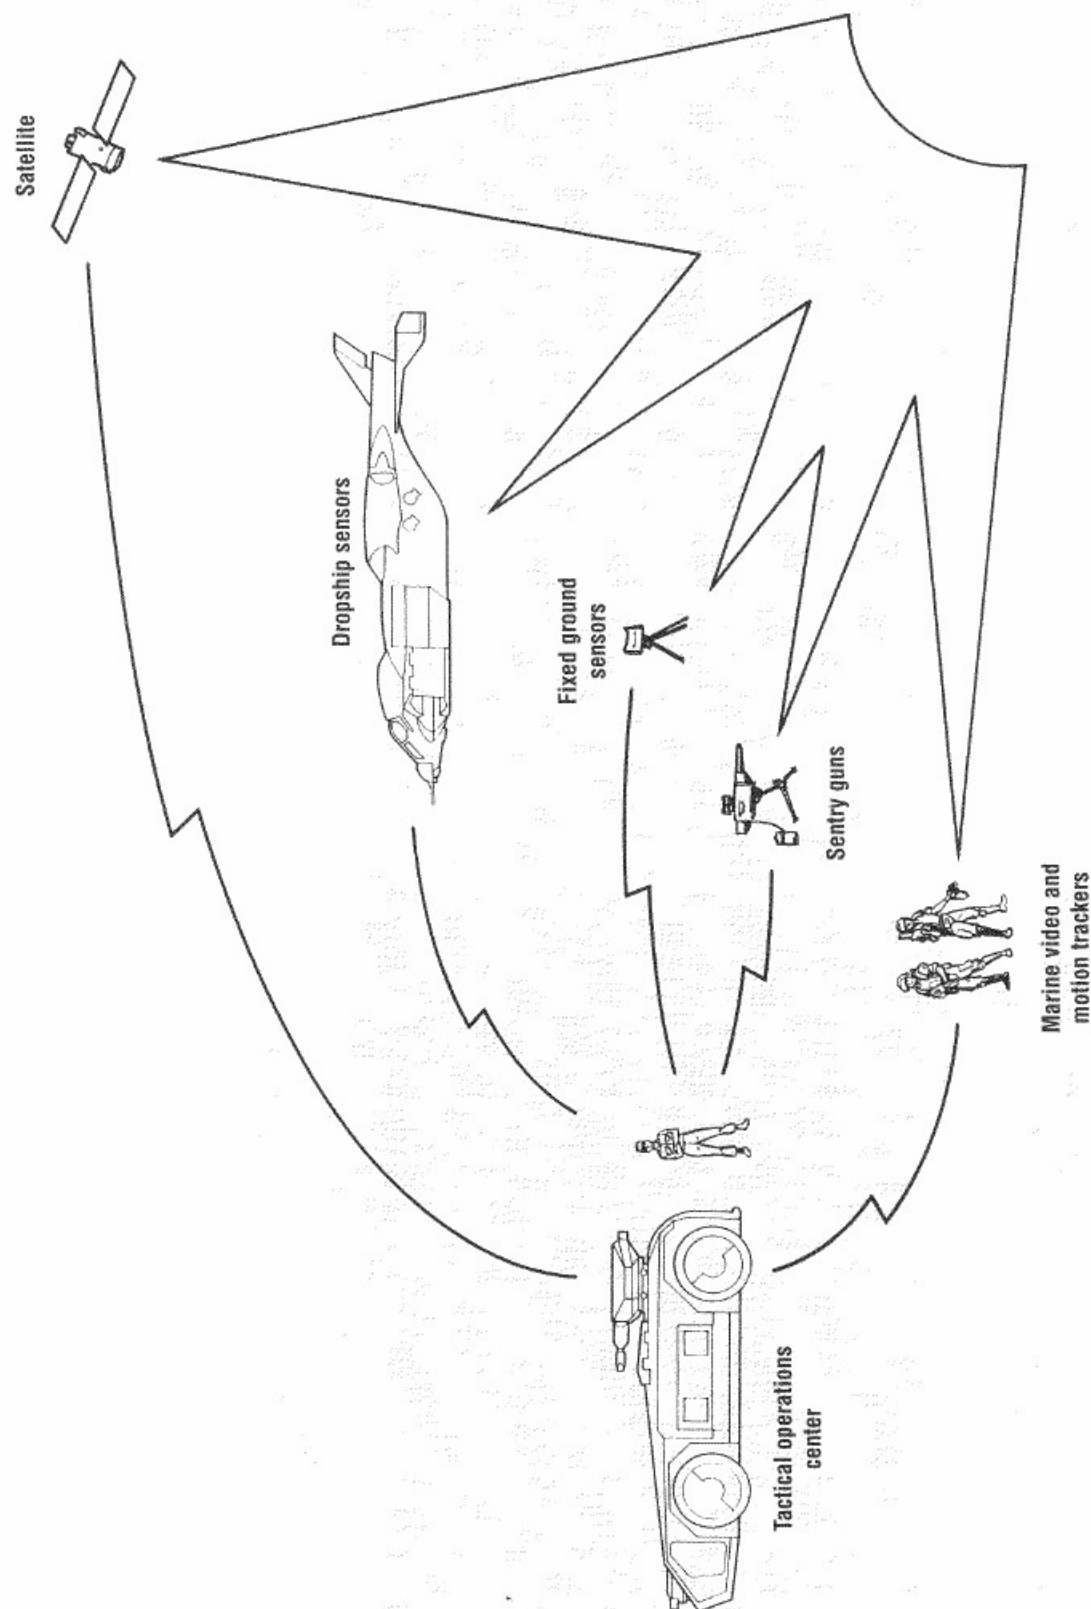 Satellite
Dropship sensors
Fixed ground
sensors
Sentry guns
Marine video and
motion trackers
Tactical operations
center